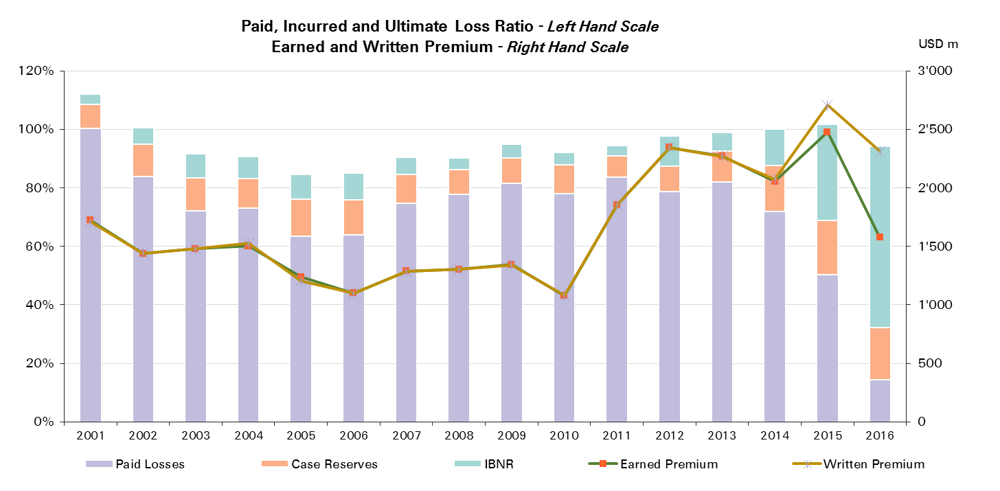 Paid, Incurred and Ultimate Loss Ratio - Left Hand Scale
Earned and Written Premium - Right Hand Scale
USD m
120%
100%
80%
60%
40%
20%
0%
3'000
2'500
2'000
1'500
1'000
500
0
2001 2002 2003 2004 2005 2006 2007 2008 2009 2010 2011 2012 2013 2014 2015 2016
Paid Losses Case Reserves IBNR Earned Premium Written Premium